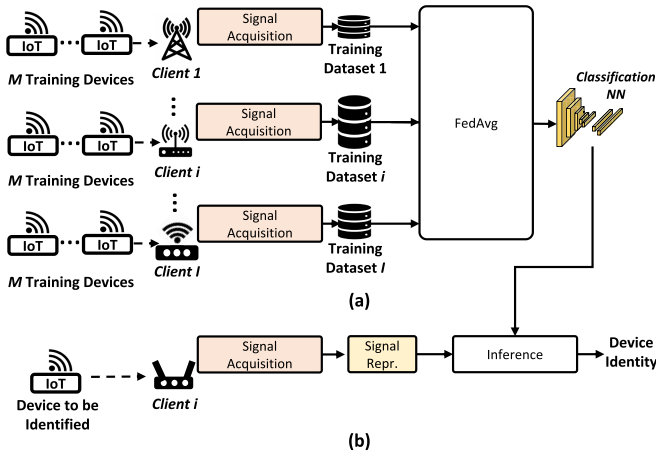 IoT
IoT
M Training Devices
Client 1
Signal
Acquisition
Training
Dataset 1
FedAvg
Classification
NN
IoT
IoT
M Training Devices
Client i
Signal
Acquisition
Training
Dataset i
IoT
IoT
M Training Devices
Client I
Signal
Acquisition
Training
Dataset I
(a)
IoT
Device to be
Identified
Client i
Signal
Acquisition
Signal
Repr.
Inference
Device
Identity
(b)